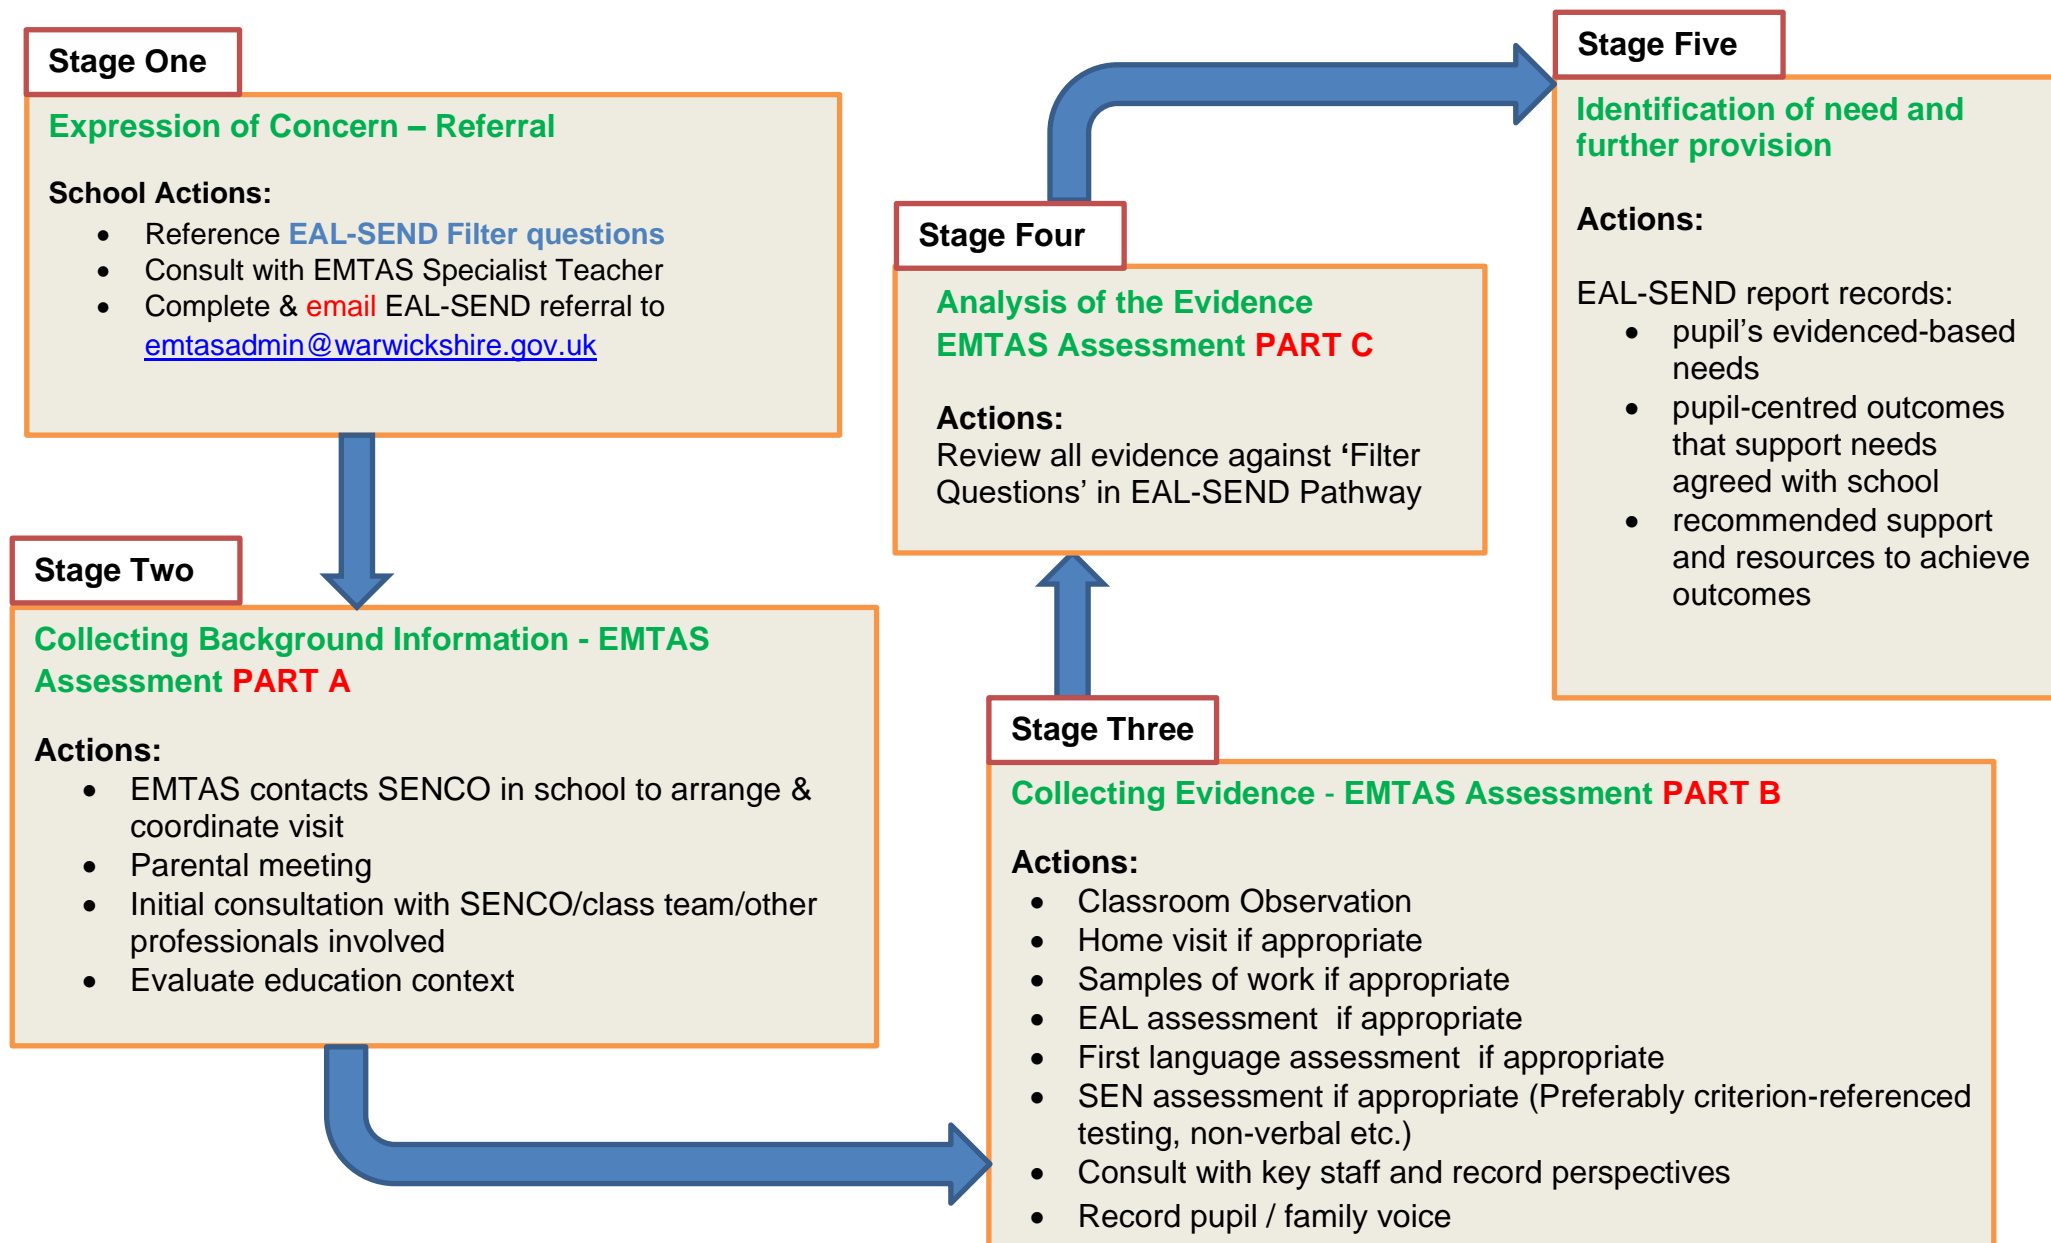 Stage One
Expression of Concern – Referral
School Actions:
• Reference EAL-SEND Filter questions
• Consult with EMTAS Specialist Teacher
• Complete & email EAL-SEND referral to
emtasadmin@warwickshire.gov.uk
Stage Two
Collecting Background Information - EMTAS
Assessment PART A
Actions:
• EMTAS contacts SENCO in school to arrange &
coordinate visit
• Parental meeting
• Initial consultation with SENCO/class team/other
professionals involved
• Evaluate education context
Stage Three
Collecting Evidence - EMTAS Assessment PART B
Actions:
• Classroom Observation
• Home visit if appropriate
• Samples of work if appropriate
• EAL assessment  if appropriate
• First language assessment  if appropriate
• SEN assessment if appropriate (Preferably criterion-referenced
testing, non-verbal etc.)
• Consult with key staff and record perspectives
• Record pupil / family voice
Stage Four
Analysis of the Evidence
EMTAS Assessment PART C
Actions:
Review all evidence against ‘Filter
Questions’ in EAL-SEND Pathway
Stage Five
Identification of need and
further provision
Actions:
EAL-SEND report records:
• pupil’s evidenced-based
needs
• pupil-centred outcomes
that support needs
agreed with school
• recommended support
and resources to achieve
outcomes